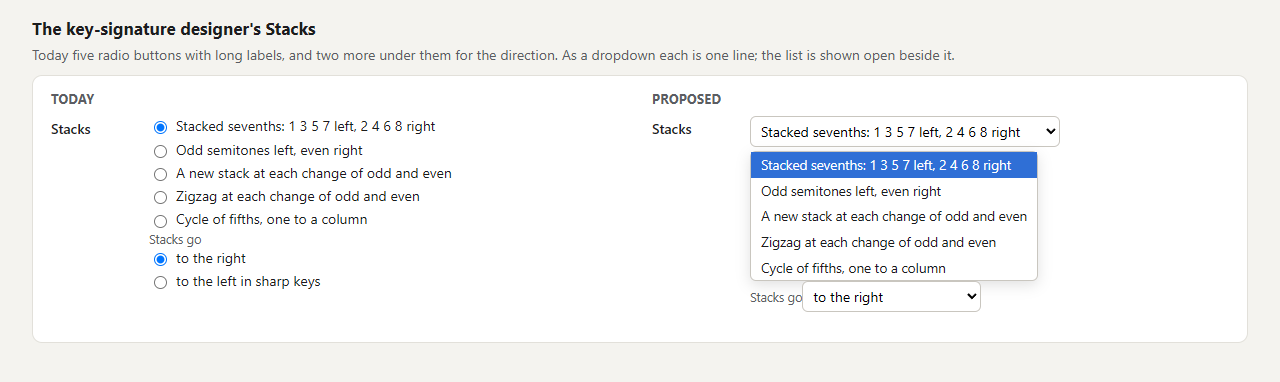 The key-signature designer's Stacks
Today five radio buttons with long labels, and two more under them for the direction. As a dropdown each is one line; the list is shown open beside it.
TODAY
Stacks
Stacked sevenths: 1 3 5 7 left, 2 4 6 8 right
Odd semitones left, even right
A new stack at each change of odd and even
Zigzag at each change of odd and even
Cycle of fifths, one to a column
Stacks go
to the right
to the left in sharp keys
PROPOSED
Stacks
Stacked sevenths: 1 3 5 7 left, 2 4 6 8 right
Stacked sevenths: 1 3 5 7 left, 2 4 6 8 right
Odd semitones left, even right
A new stack at each change of odd and even
Zigzag at each change of odd and even
Cycle of fifths, one to a column
Stacks go to the right